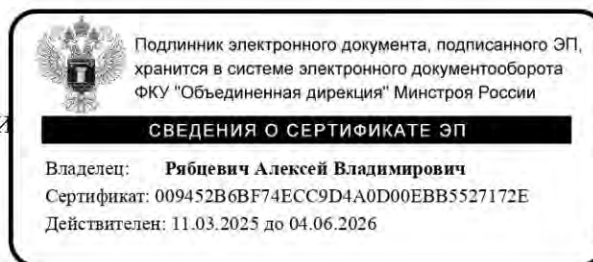 Подлинник электронного документа, подписанного ЭП,
хранится в системе электронного документооборота
ФКУ "Объединенная дирекция" Минстроя России
И
СВЕДЕНИЯ О СЕРТИФИКАТЕ ЭП
Владелец: Рябцевич Алексей Владимирович
Сертификат: 009452B6BF74ECC9D4A0D00EBB5527172E
Действителен: 11.03.2025 до 04.06.2026